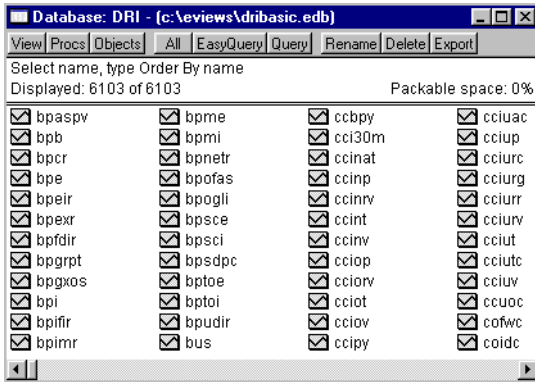 Database: DRI - (c:\eviews\dribasic.edb)
View Procs Objects All EasyQuery Query Rename Delete Export
Select name, type Order By name
Displayed: 6103 of 6103 Packable space: 0%
bpaspv bpme ccbpy cciuac
bpb bpmi cci30m cciup
bpcr bpnetr ccinat cciurc
bpe bpofas ccinp cciurg
bpeir bpogli ccinrv cciurr
bpexr bpsce ccint cciurv
bpfdir bpsci ccinv cciut
bpgrpt bpsdpc cciop cciutc
bpgxos bptoe cciorv cciuv
bpi bptoi cciot ccuoc
bpifir bpudir cciov cofwc
bpimr bus ccipy coidc